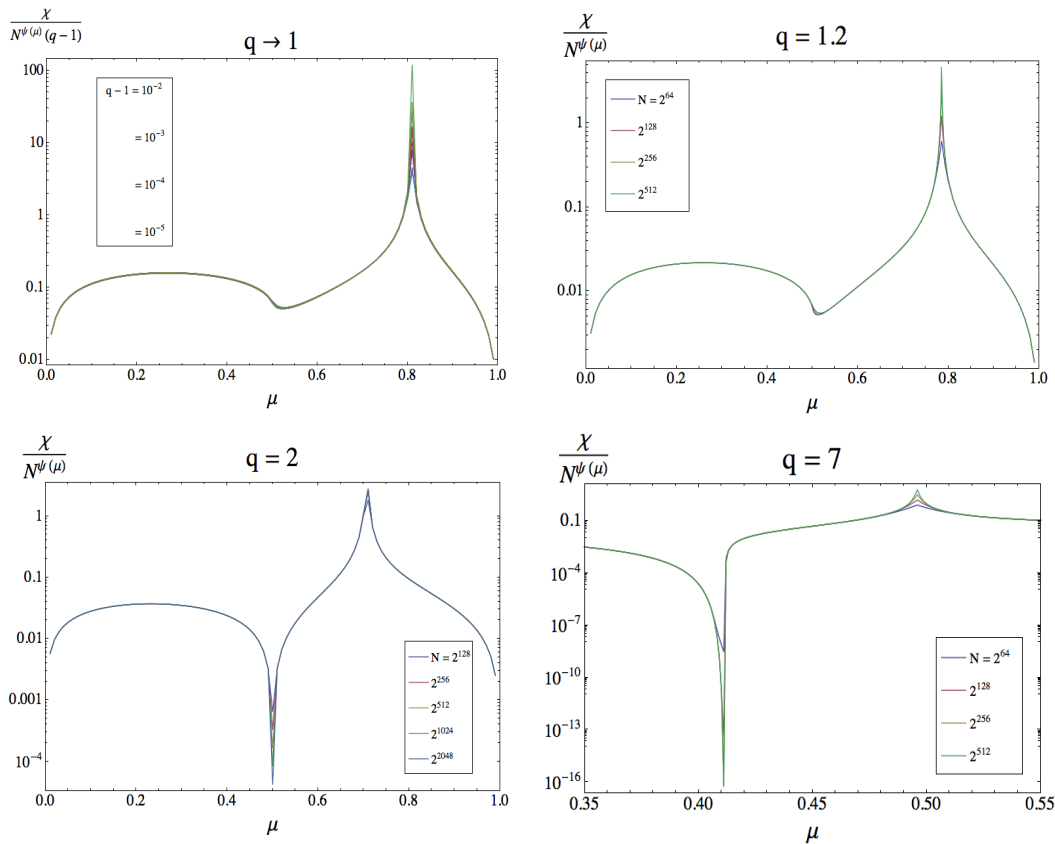 χ / N^ψ(μ) (q−1)
q → 1
100
10
1
0.1
0.01
q − 1 = 10^−2
= 10^−3
= 10^−4
= 10^−5
0.0 0.2 0.4 0.6 0.8 1.0
μ
χ / N^ψ(μ)
q = 1.2
1
0.1
0.01
N = 2^64
2^128
2^256
2^512
0.0 0.2 0.4 0.6 0.8 1.0
μ
χ / N^ψ(μ)
q = 2
1
0.1
0.01
0.001
10^−4
N = 2^128
2^256
2^512
2^1024
2^2048
0.0 0.2 0.4 0.6 0.8 1.0
μ
χ / N^ψ(μ)
q = 7
0.1
10^−4
10^−7
10^−10
10^−13
10^−16
N = 2^64
2^128
2^256
2^512
0.35 0.40 0.45 0.50 0.55
μ